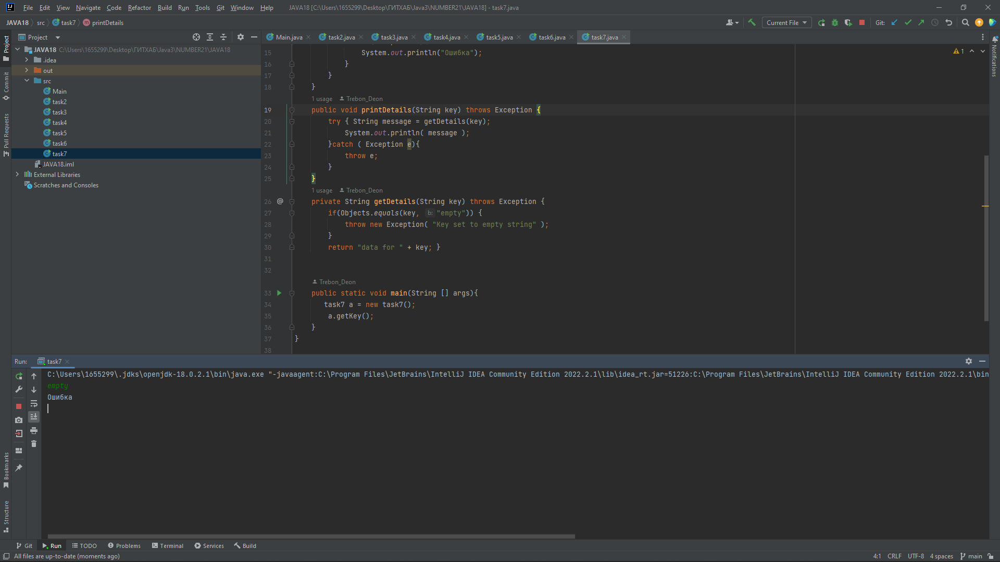 File Edit View Navigate Code Refactor Build Run Tools Git Window Help JAVA18 [C:\Users\1655299\Desktop\ГИТХАБ\Java3\NUMBER21\JAVA18] - task7.java
JAVA18 src task7 m printDetails Current File Git:
Project
Main.java task2.java task3.java task4.java task5.java task6.java task7.java
JAVA18 C:\Users\1655299\Desktop\ГИТХАБ\Java3\NUMBER21\JAVA18
.idea
out
src
Main
task2
task3
task4
task5
task6
task7
JAVA18.iml
External Libraries
Scratches and Consoles
Project
Commit
Pull Requests
Bookmarks
Structure
Notifications
1
15 System.out.println("Ошибка");
16 }
17 }
18 }
1 usage Trebon_Deon
19 public void printDetails(String key) throws Exception {
20 try { String message = getDetails(key);
21 System.out.println( message );
22 }catch ( Exception e){
23 throw e;
24 }
25 }
1 usage Trebon_Deon
26 @ private String getDetails(String key) throws Exception {
27 if(Objects.equals(key, b: "empty")) {
28 throw new Exception( "Key set to empty string" );
29 }
30 return "data for " + key; }
31
32
Trebon_Deon
33 public static void main(String [] args){
34 task7 a = new task7();
35 a.getKey();
36 }
37 }
38
Run: task7
C:\Users\1655299\.jdks\openjdk-18.0.2.1\bin\java.exe "-javaagent:C:\Program Files\JetBrains\IntelliJ IDEA Community Edition 2022.2.1\lib\idea_rt.jar=51226:C:\Program Files\JetBrains\IntelliJ IDEA Community Edition 2022.2.1\bin
empty
Ошибка
Git Run TODO Problems Terminal Services Build
All files are up-to-date (moments ago) 4:1 CRLF UTF-8 4 spaces main